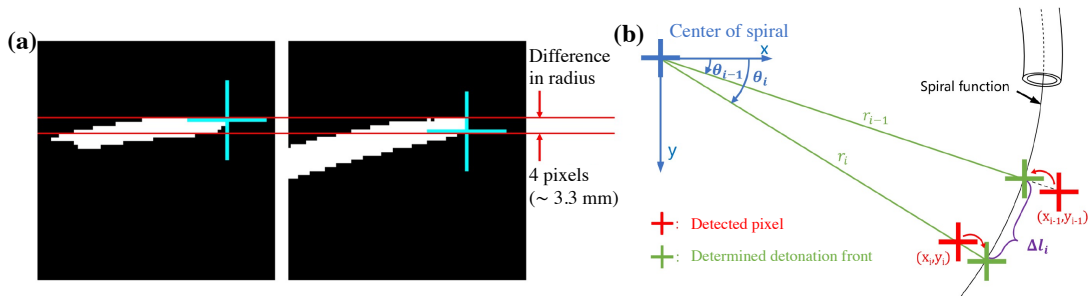 (a)
Difference
in radius
4 pixels
(~ 3.3 mm)
(b)
Center of spiral
x
θᵢ₋₁
θᵢ
y
rᵢ₋₁
rᵢ
Spiral function
(xᵢ₋₁,yᵢ₋₁)
(xᵢ,yᵢ)
Δlᵢ
: Detected pixel
: Determined detonation front